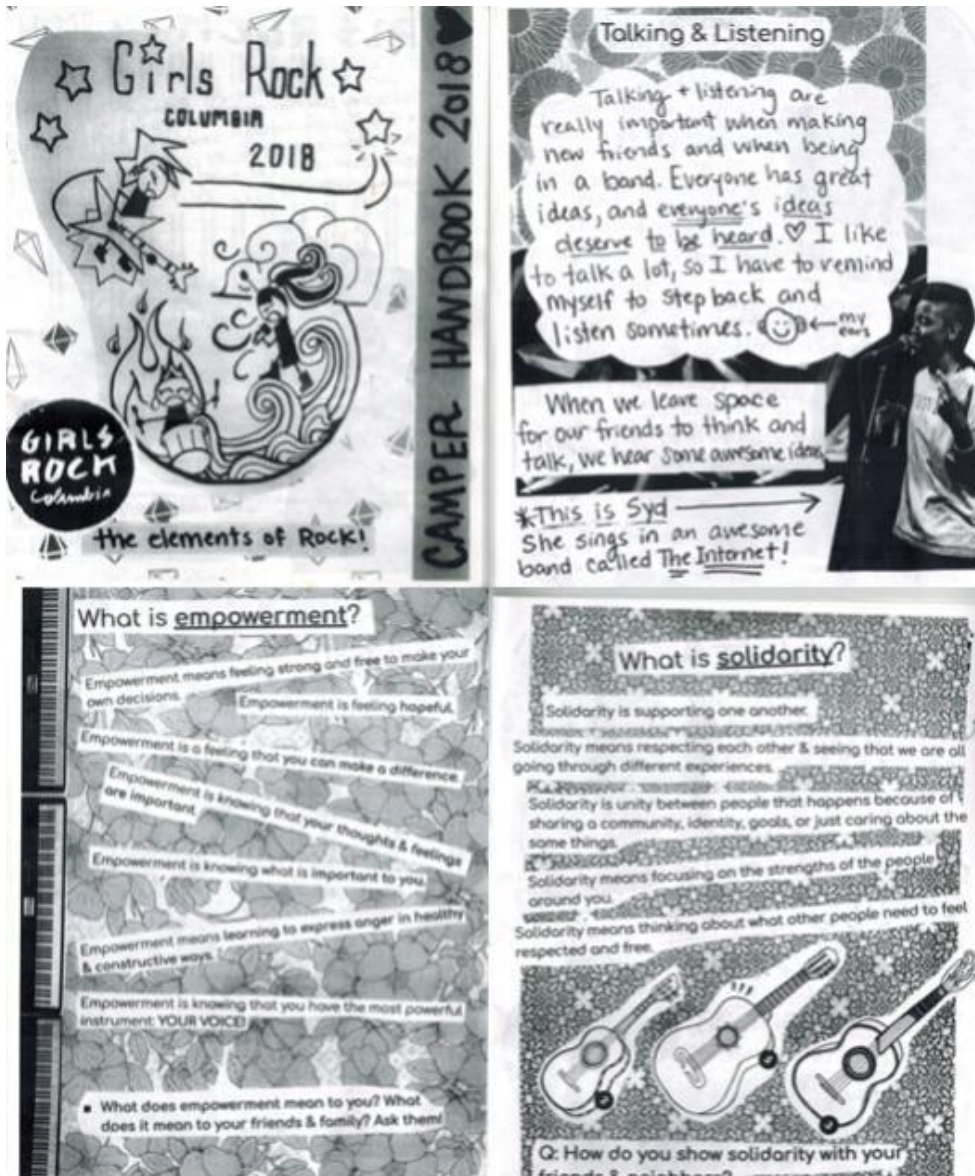 Girls Rock
COLUMBIA
2018
GIRLS
ROCK
Columbia
the elements of Rock!
CAMPER HANDBOOK 2018
Talking & Listening
Talking + listening are
really important when making
new friends and when being
in a band. Everyone has great
ideas, and everyone's ideas
deserve to be heard.♡ I like
to talk a lot, so I have to remind
myself to step back and
listen sometimes. ← my
ears
When we leave space
for our friends to think and
talk, we hear some awesome ideas
*This is Syd →
She sings in an awesome
band called The Internet!
What is empowerment?
Empowerment means feeling strong and free to make your
own decisions.
Empowerment is feeling hopeful.
Empowerment is a feeling that you can make a difference.
Empowerment is knowing that your thoughts & feelings
are important.
Empowerment is knowing what is important to you.
Empowerment means learning to express anger in healthy
& constructive ways.
Empowerment is knowing that you have the most powerful
instrument: YOUR VOICE!
▪ What does empowerment mean to you? What
does it mean to your friends & family? Ask them!
What is solidarity?
Solidarity is supporting one another.
Solidarity means respecting each other & seeing that we are all
going through different experiences.
Solidarity is unity between people that happens because of
sharing a community, identity, goals, or just caring about the
same things.
Solidarity means focusing on the strengths of the people
around you.
Solidarity means thinking about what other people need to feel
respected and free.
Q: How do you show solidarity with your
friends & neighbors?